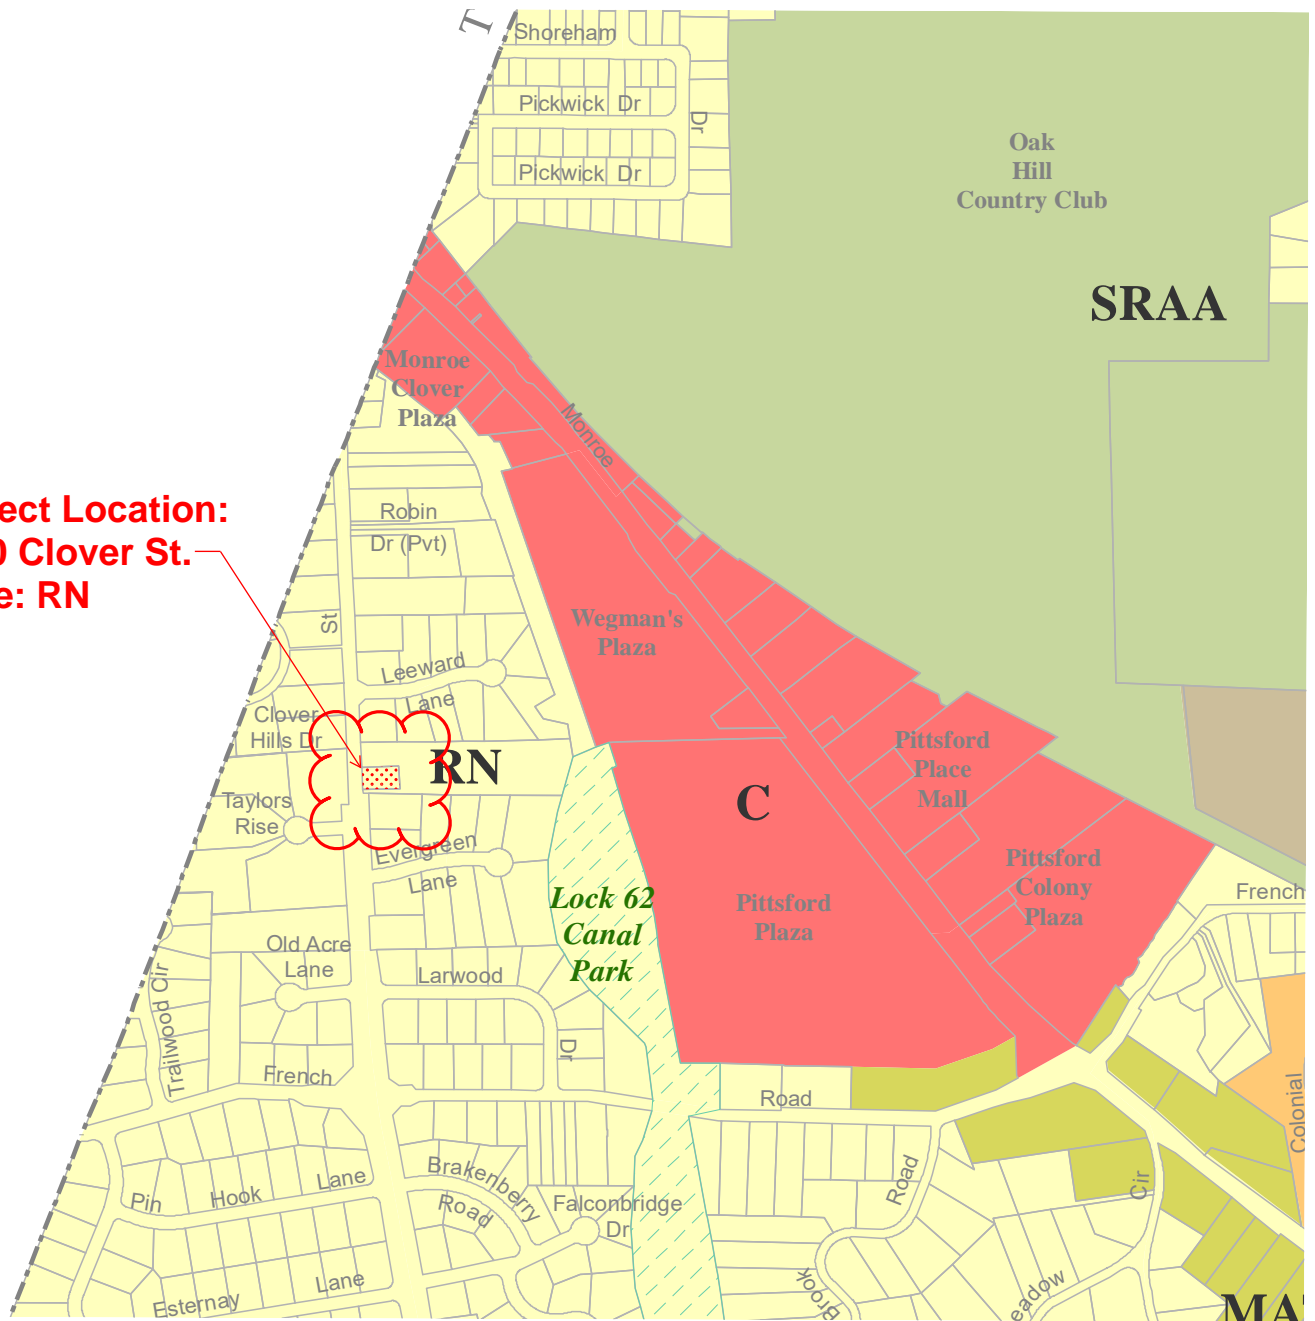 T
Shoreham
Pickwick Dr
Dr
Pickwick Dr
Oak
Hill
Country Club
SRAA
Monroe
Clover
Plaza
Monroe
ect Location:
0 Clover St.
e: RN
Robin
Dr (Pvt)
St
Wegman's
Plaza
Leeward
Lane
Clover
Hills Dr
RN
Pittsford
Place
Mall
C
Taylors
Rise
Evergreen
Lane
Lock 62
Canal
Park
Pittsford
Plaza
Pittsford
Colony
Plaza
French
Old Acre
Lane
Larwood
Dr
Trailwood Cir
French
Road
Colonial
Pin Hook Lane
Brakenberry
Road
Falconbridge
Dr
Road
Cir
Esternay Lane
Brook
eadow
MA